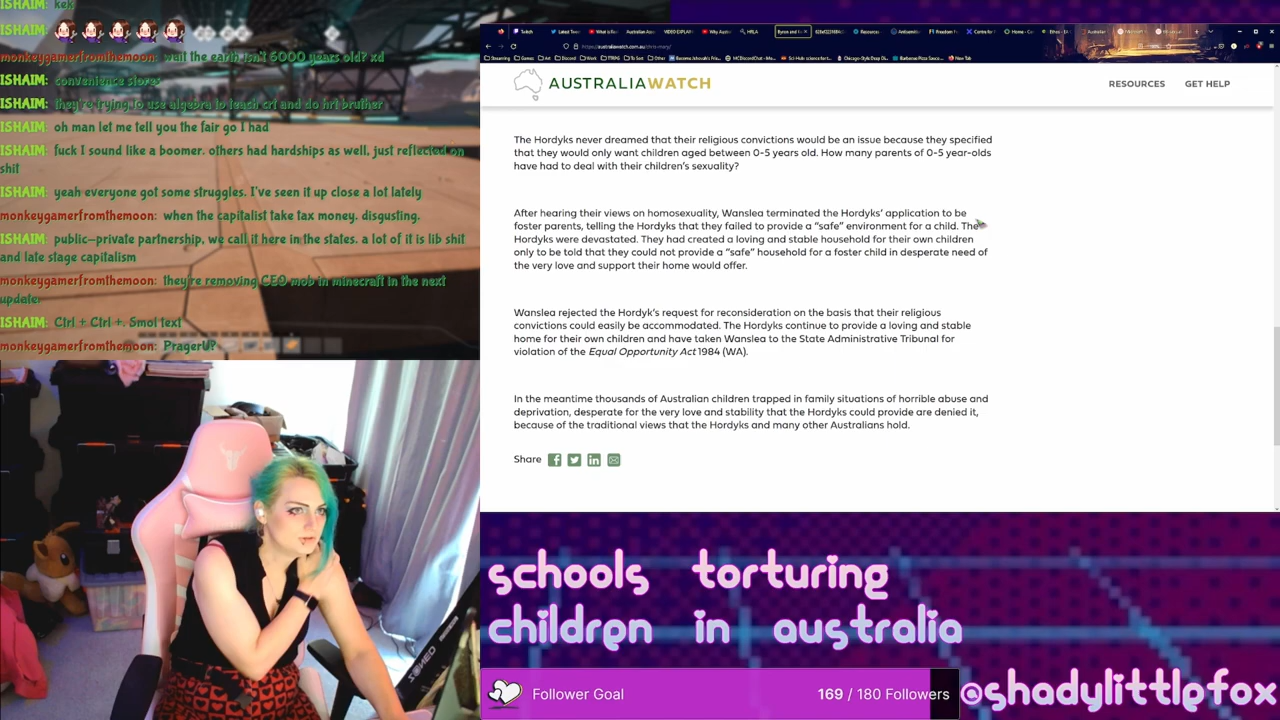 ISHAIM: kek
ISHAIM:
monkeygamerfromthemoon: wait the earth isn't 6000 years old? xd
ISHAIM: convenience stores
monkeygamerfromthemoon: they're trying to use algebra to teach crt and do hrt bruther
ISHAIM: oh man let me tell you the fair go I had
ISHAIM: fuck I sound like a boomer. others had hardships as well, just reflected on
shit
ISHAIM: yeah everyone got some struggles. I've seen it up close a lot lately
monkeygamerfromthemoon: when the capitalist take tax money. disgusting.
ISHAIM: public-private partnership, we call it here in the states. a lot of it is lib shit
and late stage capitalism
monkeygamerfromthemoon: they're removing CEO mob in minecraft in the next
update.
ISHAIM: Ctrl + Ctrl +. Smol text
monkeygamerfromthemoon: PragerU?
AUSTRALIAWATCH
RESOURCES GET HELP
The Hordyks never dreamed that their religious convictions would be an issue because they specified
that they would only want children aged between 0-5 years old. How many parents of 0-5 year-olds
have had to deal with their children's sexuality?
After hearing their views on homosexuality, Wanslea terminated the Hordyks' application to be
foster parents, telling the Hordyks that they failed to provide a "safe" environment for a child. The
Hordyks were devastated. They had created a loving and stable household for their own children
only to be told that they could not provide a "safe" household for a foster child in desperate need of
the very love and support their home would offer.
Wanslea rejected the Hordyk's request for reconsideration on the basis that their religious
convictions could easily be accommodated. The Hordyks continue to provide a loving and stable
home for their own children and have taken Wanslea to the State Administrative Tribunal for
violation of the Equal Opportunity Act 1984 (WA).
In the meantime thousands of Australian children trapped in family situations of horrible abuse and
deprivation, desperate for the very love and stability that the Hordyks could provide are denied it,
because of the traditional views that the Hordyks and many other Australians hold.
Share
schools torturing
children in australia
Follower Goal 169 / 180 Followers
@shadylittlefox